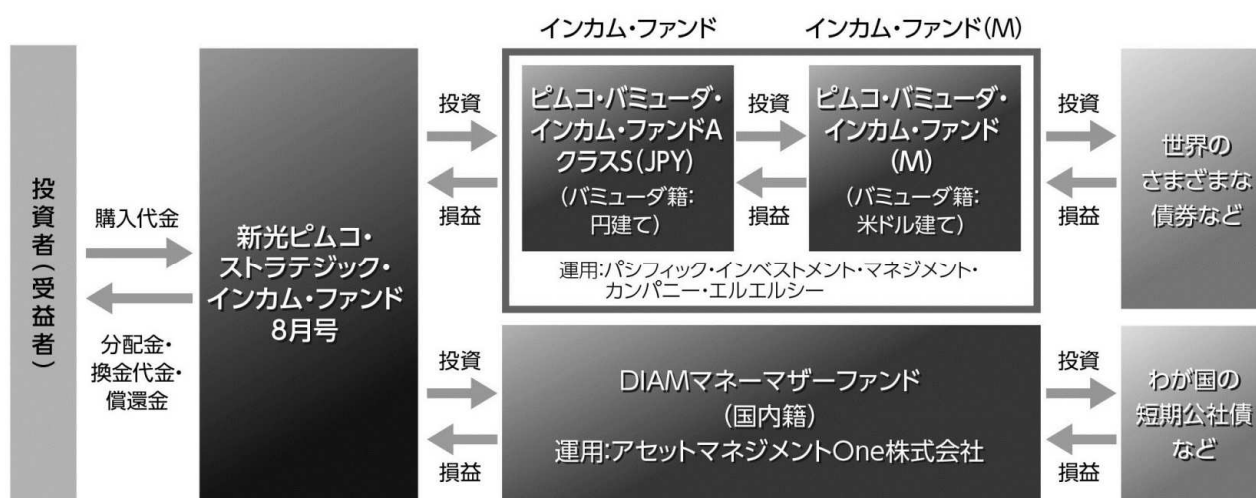 インカム・ファンド
インカム・ファンド(M)
投資者(受益者)
購入代金
分配金・
換金代金・
償還金
新光ピムコ・
ストラテジック・
インカム・ファンド
8月号
投資
損益
ピムコ・バミューダ・
インカム・ファンドA
クラスS(JPY)
(バミューダ籍:
円建て)
投資
損益
ピムコ・バミューダ・
インカム・ファンド
(M)
(バミューダ籍:
米ドル建て)
運用:パシフィック・インベストメント・マネジメント・
カンパニー・エルエルシー
投資
損益
世界の
さまざまな
債券など
投資
損益
DIAMマネーマザーファンド
(国内籍)
運用:アセットマネジメントOne株式会社
投資
損益
わが国の
短期公社債
など